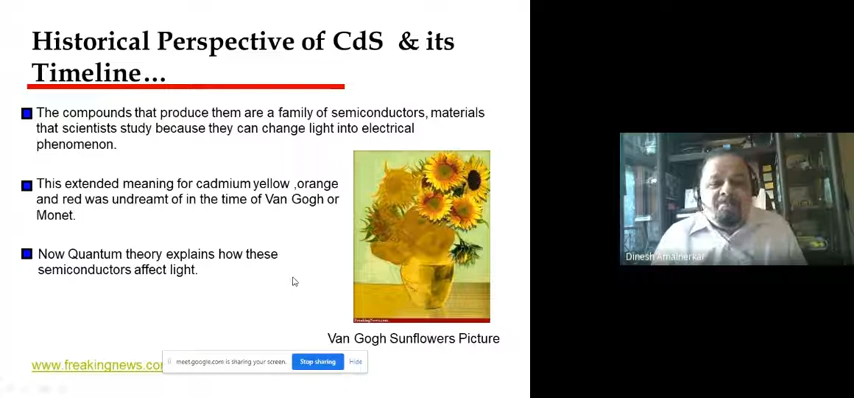 Historical Perspective of CdS & its
Timeline...
The compounds that produce them are a family of semiconductors, materials
that scientists study because they can change light into electrical
phenomenon.
This extended meaning for cadmium yellow ,orange
and red was undreamt of in the time of Van Gogh or
Monet.
Now Quantum theory explains how these
semiconductors affect light.
FreakingNews.com
Van Gogh Sunflowers Picture
www.freakingnews.com
meet.google.com is sharing your screen.
Stop sharing
Hide
Dinesh Amalnerkar